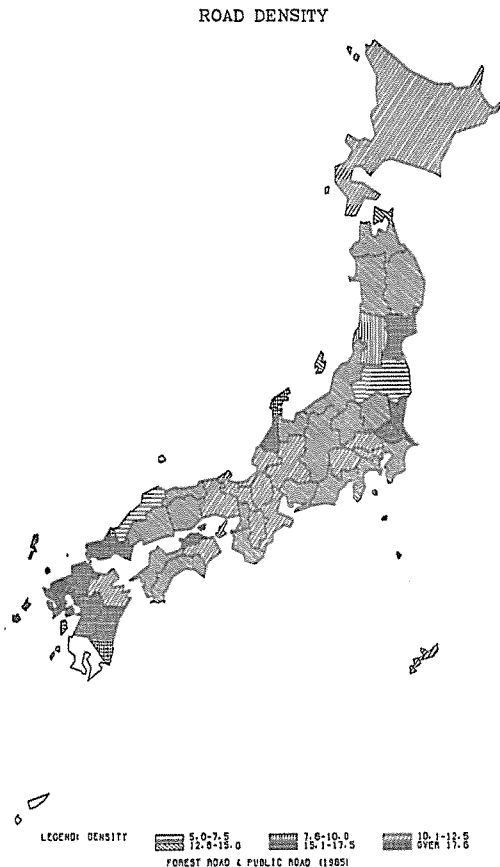 ROAD DENSITY
LEGEND: DENSITY 5.0-7.5 7.6-10.0 10.1-12.5
12.6-15.0 15.1-17.5 OVER 17.6
FOREST ROAD & PUBLIC ROAD (1985)